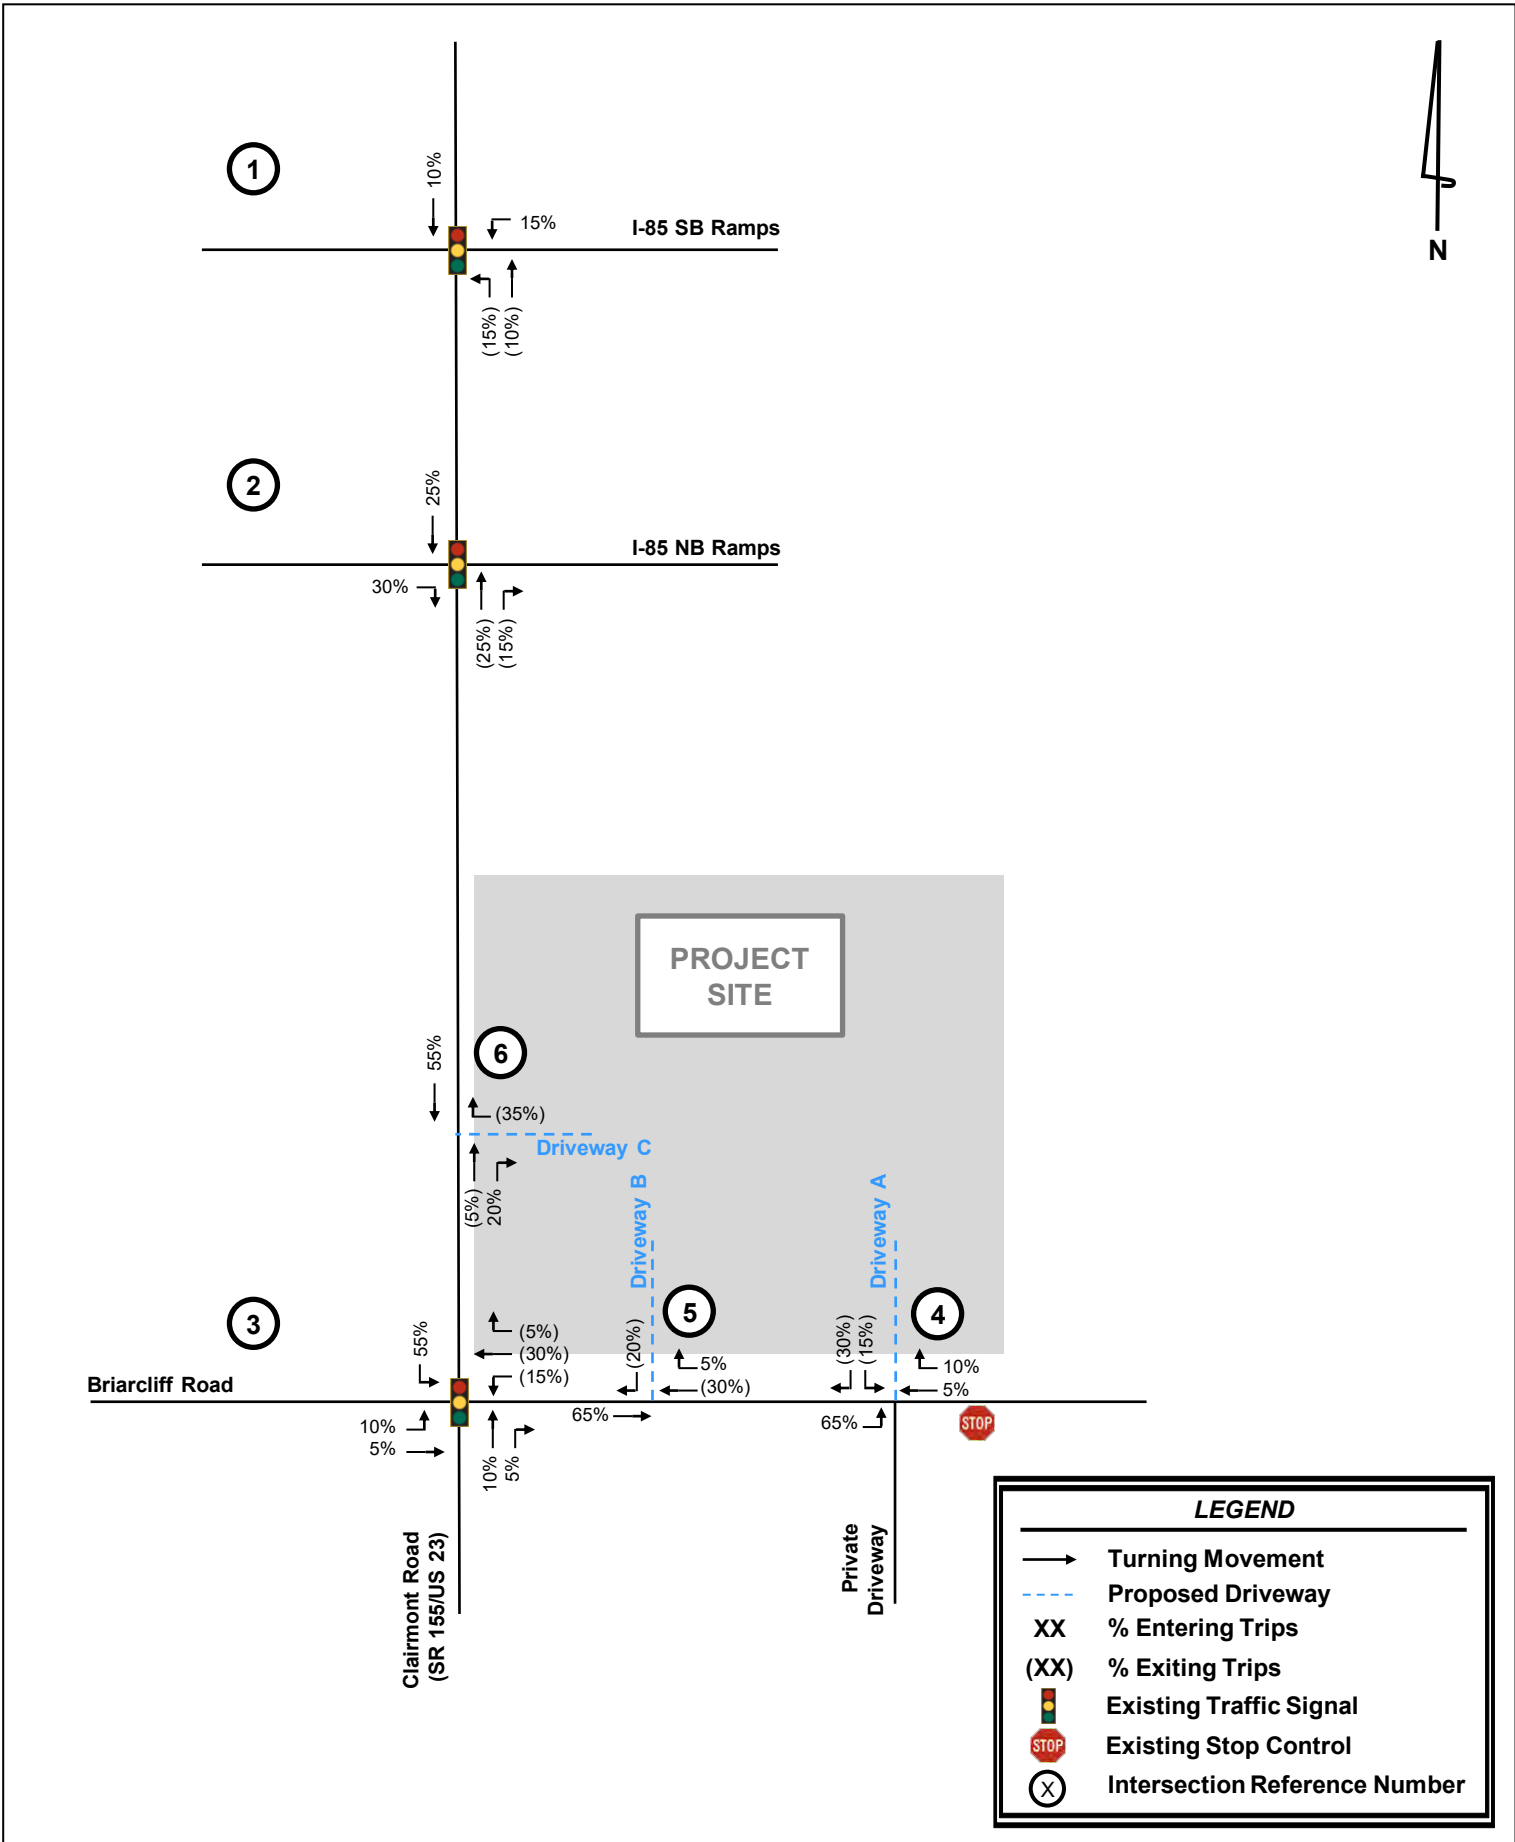 1
10%
15%
I-85 SB Ramps
(15%)
(10%)
N
2
25%
I-85 NB Ramps
30%
(25%)
(15%)
PROJECT
SITE
55%
6
(35%)
Driveway C
(5%)
20%
Driveway B
Driveway A
3
55%
(5%)
(30%)
(15%)
(20%)
5
5%
(30%)
(30%)
(15%)
4
10%
5%
Briarcliff Road
10%
5%
10%
5%
65%
65%
STOP
Clairmont Road
(SR 155/US 23)
Private
Driveway
LEGEND
Turning Movement
Proposed Driveway
XX % Entering Trips
(XX) % Exiting Trips
Existing Traffic Signal
STOP Existing Stop Control
X Intersection Reference Number